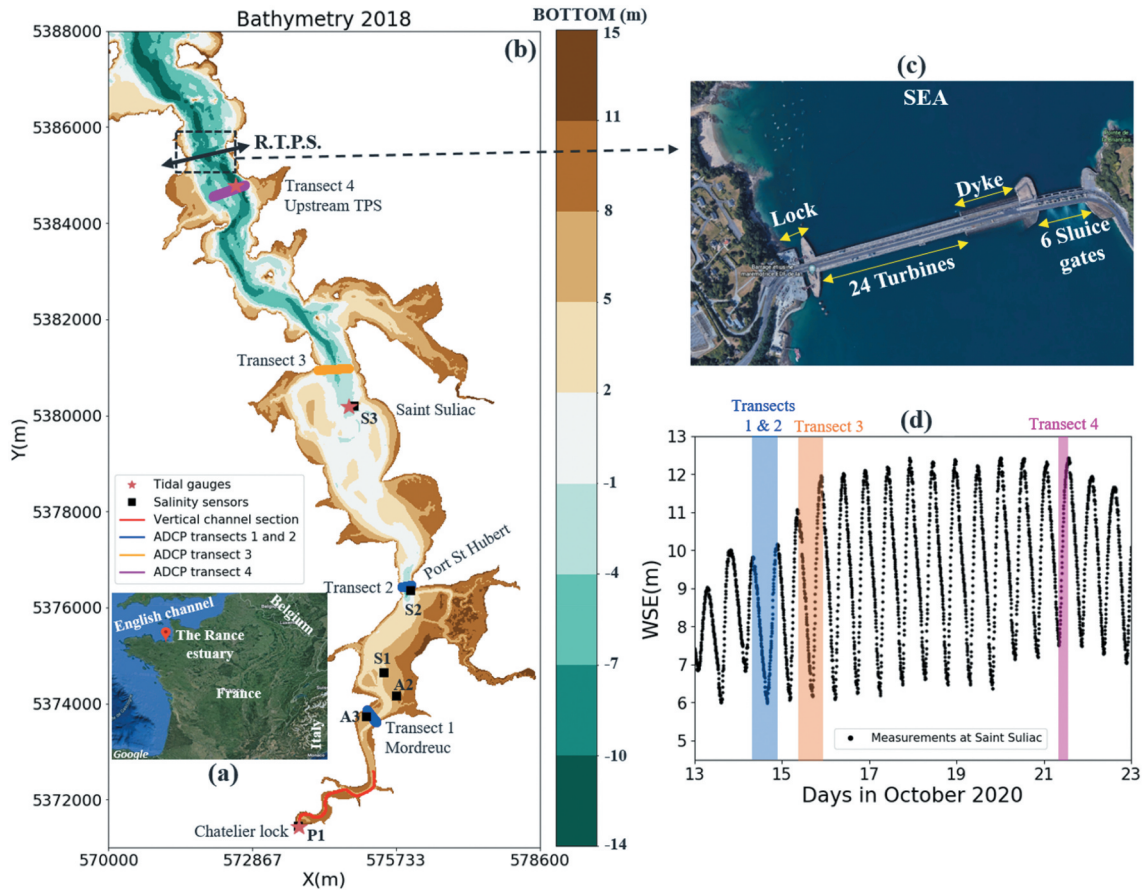 Bathymetry 2018
(b)
5388000
5386000
5384000
5382000
5380000
5378000
5376000
5374000
5372000
Y(m)
570000
572867
575733
578600
X(m)
R.T.P.S.
Transect 4
Upstream TPS
Transect 3
S3
Saint Suliac
Tidal gauges
Salinity sensors
Vertical channel section
ADCP transects 1 and 2
ADCP transect 3
ADCP transect 4
Port St Hubert
Transect 2
S2
S1
A2
A3
Transect 1
Mordreuc
Chatelier lock
P1
English channel
Belgium
The Rance
estuary
France
Italy
Google
(a)
BOTTOM (m)
15
11
8
5
2
-1
-4
-7
-10
-14
(c)
SEA
Lock
Dyke
24 Turbines
6 Sluice
gates
Transects
1 & 2
Transect 3
(d)
Transect 4
13
12
11
10
9
8
7
6
5
WSE(m)
Measurements at Saint Suliac
13
15
17
19
21
23
Days in October 2020